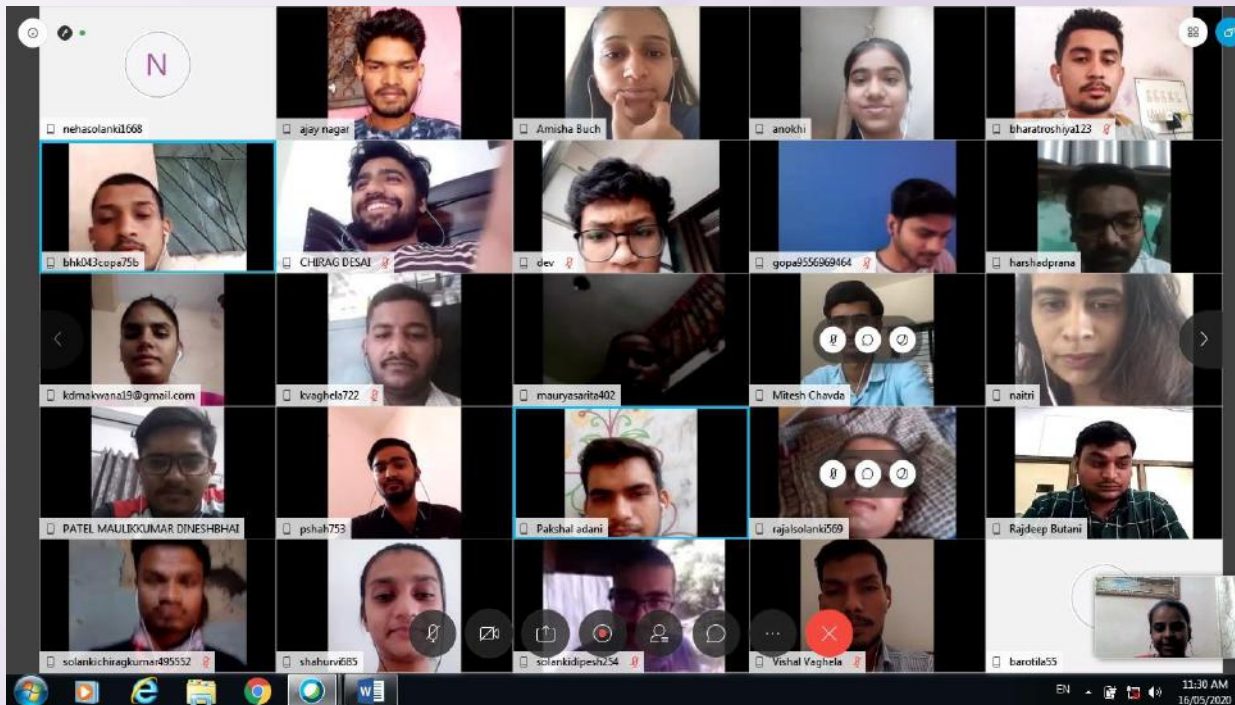 N
nehasolanki1668
ajay nagar
Amisha Buch
anokhi
bharatroshiya123
bhk043copa75b
CHIRAG DESAI
dev
gopa9556969464
harshadprana
kdmakwana19@gmail.com
kvaghela722
mauryasarita402
Mitesh Chavda
naitri
PATEL MAULIKKUMAR DINESHBHAI
pshah753
Pakshal adani
rajalsolanki569
Rajdeep Butani
solankichiragkumar495552
shahurvi685
solankidipesh254
Vishal Vaghela
barotila55
EN
11:30 AM
16/05/2020